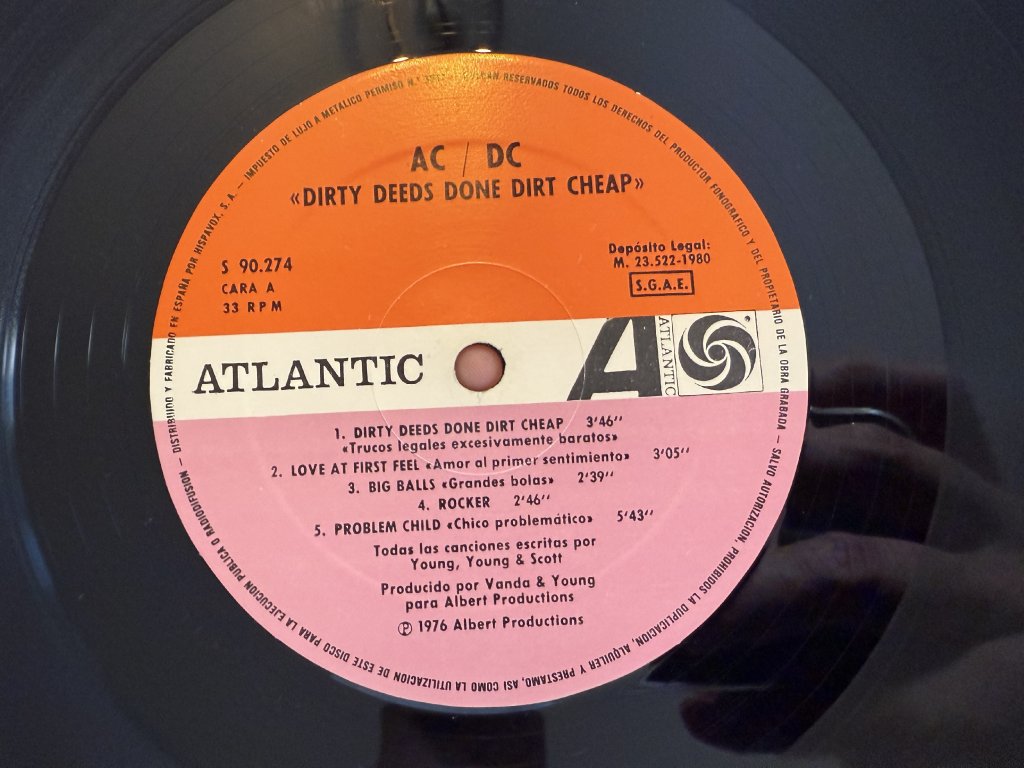 DISTRIBUIDO Y FABRICADO EN ESPAÑA POR HISPAVOX, S. A. — IMPUESTO DE LUJO A METALICO PERMISO N.º RESERVADOS TODOS LOS DERECHOS DEL PRODUCTOR FONOGRAFICO Y DEL PROPIETARIO DE LA OBRA GRABADA — SALVO AUTORIZACION, PROHIBIDOS LA DUPLICACION, ALQUILER Y PRESTAMO, ASI COMO LA UTILIZACION DE ESTE DISCO PARA LA EJECUCION PUBLICA O RADIODIFUSION —
AC / DC
«DIRTY DEEDS DONE DIRT CHEAP»
S 90.274
CARA A
33 RPM
Depósito Legal:
M. 23.522-1980
S.G.A.E.
ATLANTIC
A ATLANTIC
1. DIRTY DEEDS DONE DIRT CHEAP 3'46''
«Trucos legales excesivamente baratos»
2. LOVE AT FIRST FEEL «Amor al primer sentimiento» 3'05''
3. BIG BALLS «Grandes bolas» 2'39''
4. ROCKER 2'46''
5. PROBLEM CHILD «Chico problemático» 5'43''
Todas las canciones escritas por
Young, Young & Scott
Producido por Vanda & Young
para Albert Productions
℗ 1976 Albert Productions